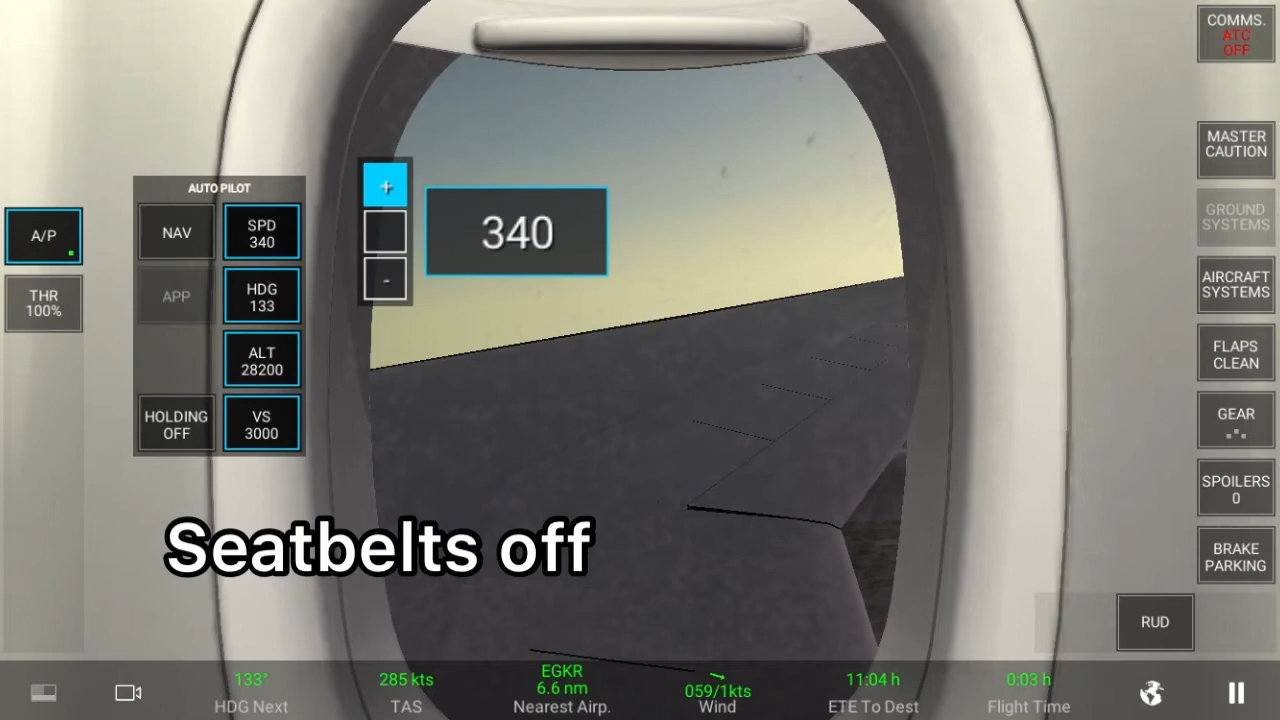 COMMS.
ATC
OFF
MASTER
CAUTION
AUTO PILOT
+
A/P
NAV
SPD
340
340
GROUND
SYSTEMS
-
THR
100%
APP
HDG
133
AIRCRAFT
SYSTEMS
ALT
28200
FLAPS
CLEAN
HOLDING
OFF
VS
3000
GEAR
SPOILERS
0
Seatbelts off
BRAKE
PARKING
RUD
133°
HDG Next
285 kts
TAS
EGKR
6.6 nm
Nearest Airp.
059/1kts
Wind
11:04 h
ETE To Dest
0:03 h
Flight Time